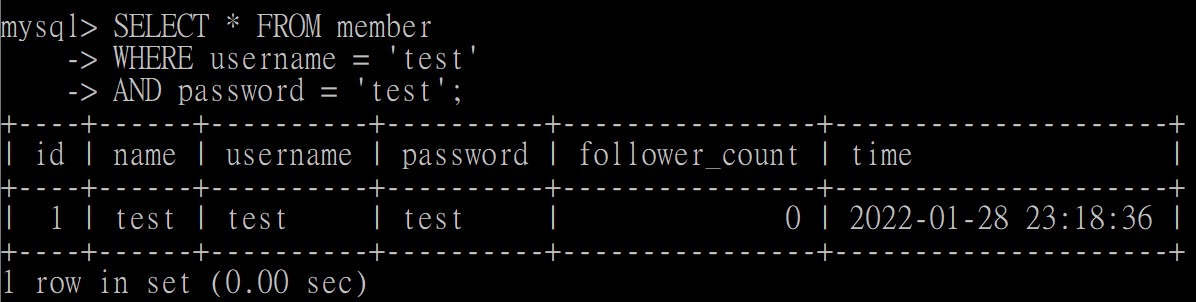 mysql> SELECT * FROM member
    -> WHERE username = 'test'
    -> AND password = 'test';
+----+------+----------+----------+----------------+---------------------+
| id | name | username | password | follower_count | time                |
+----+------+----------+----------+----------------+---------------------+
|  1 | test | test     | test     |              0 | 2022-01-28 23:18:36 |
+----+------+----------+----------+----------------+---------------------+
1 row in set (0.00 sec)